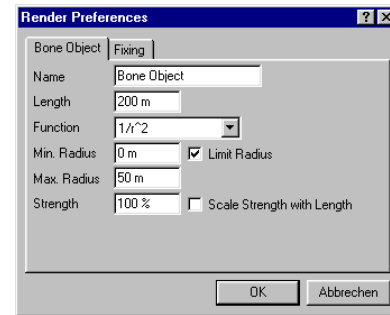 Render Preferences
Bone Object Fixing
Name Bone Object
Length 200 m
Function 1/r^2
Min. Radius 0 m Limit Radius
Max. Radius 50 m
Strength 100 % Scale Strength with Length
OK Abbrechen